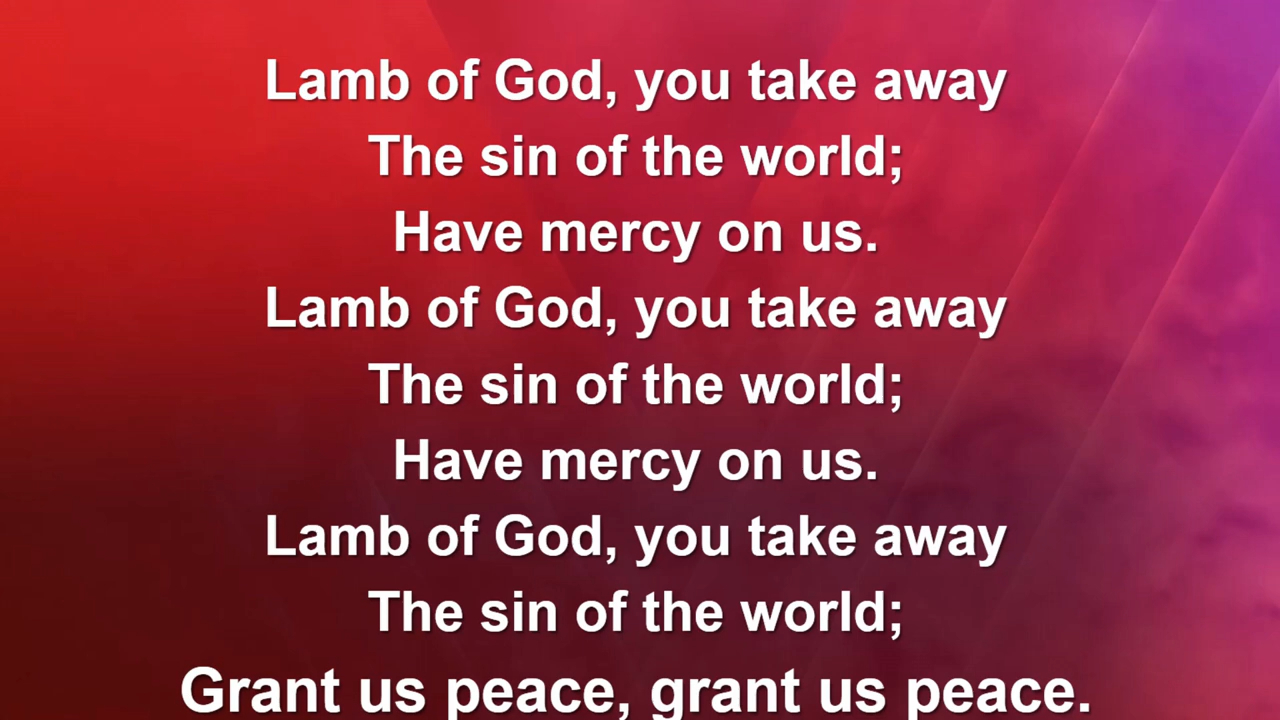 Lamb of God, you take away
The sin of the world;
Have mercy on us.
Lamb of God, you take away
The sin of the world;
Have mercy on us.
Lamb of God, you take away
The sin of the world;
Grant us peace, grant us peace.